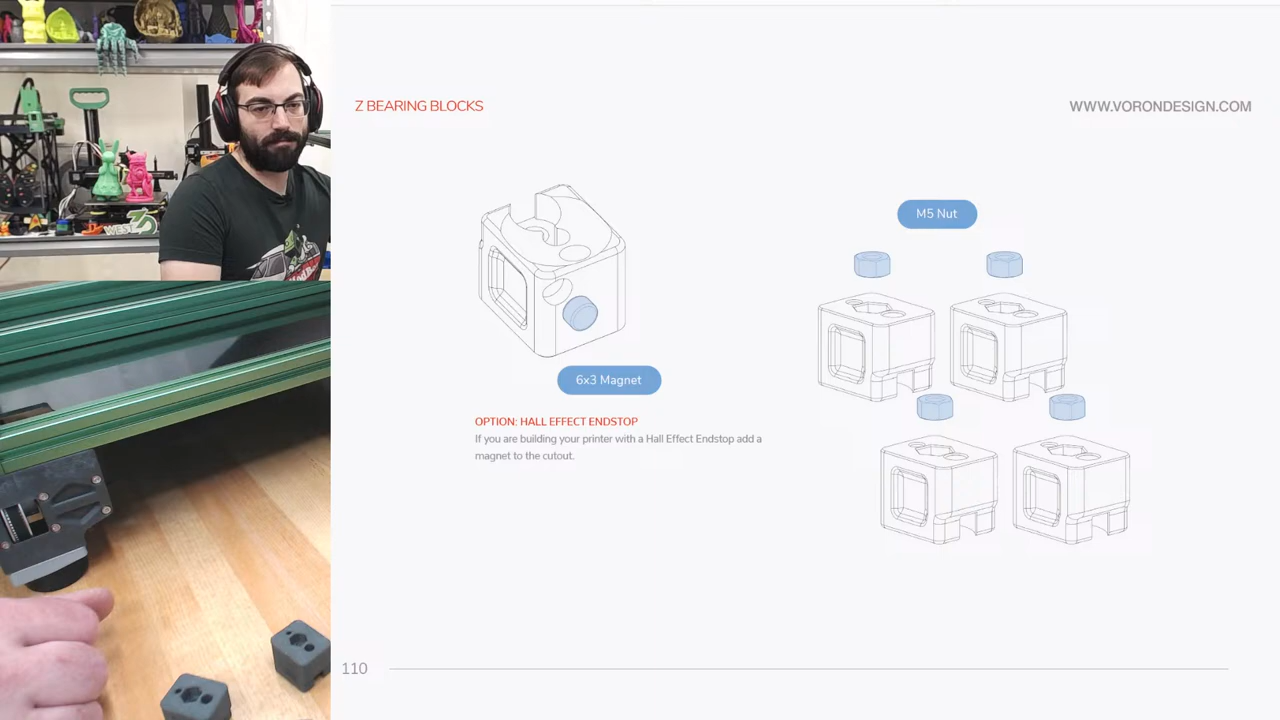 Z BEARING BLOCKS
WWW.VORONDESIGN.COM
M5 Nut
6x3 Magnet
OPTION: HALL EFFECT ENDSTOP
If you are building your printer with a Hall Effect Endstop add a
magnet to the cutout.
110
WEST